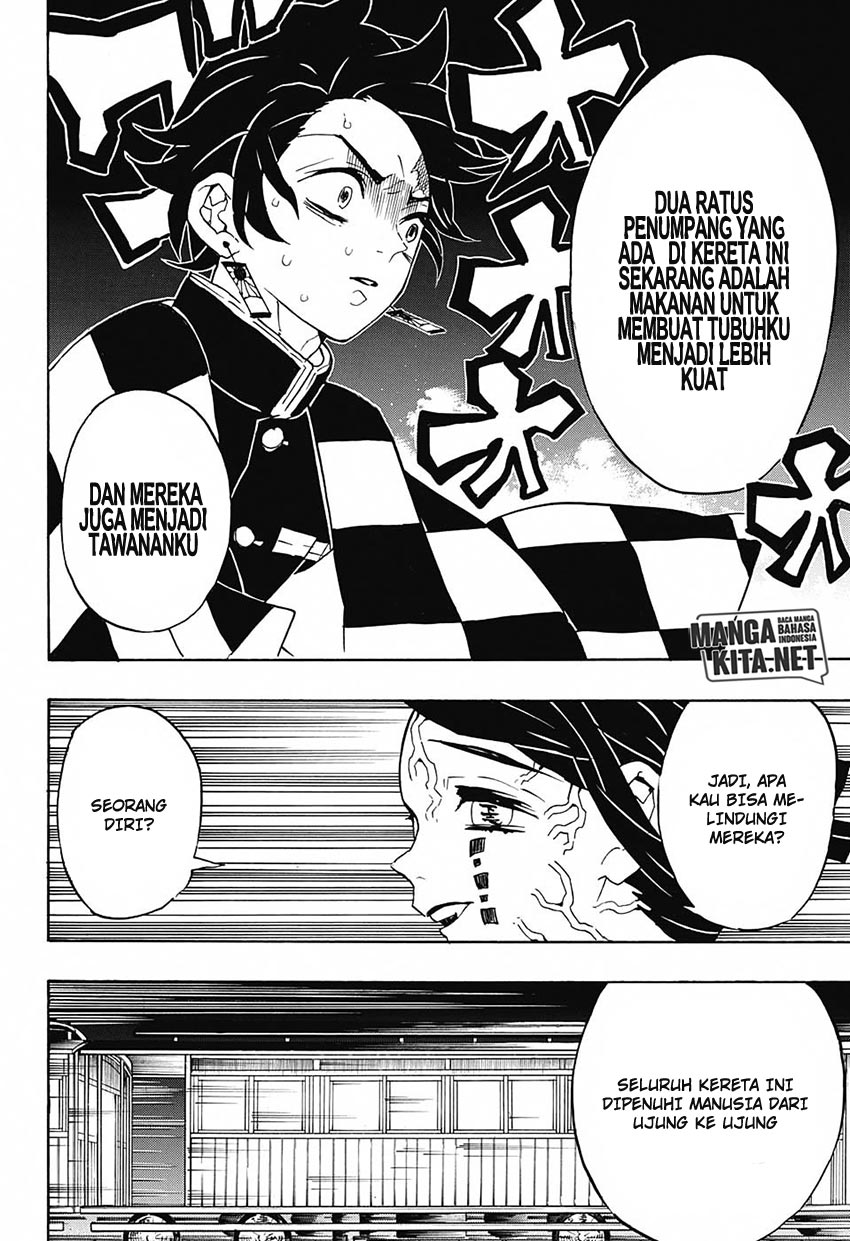 DUA RATUS
PENUMPANG YANG
ADA DI KERETA INI
SEKARANG ADALAH
MAKANAN UNTUK
MEMBUAT TUBUHKU
MENJADI LEBIH
KUAT
DAN MEREKA
JUGA MENJADI
TAWANANKU
MANGA
KITA.NET
BACA MANGA
BAHASA
INDONESIA
JADI, APA
KAU BISA ME-
LINDUNGI
MEREKA?
SEORANG
DIRI?
SELURUH KERETA INI
DIPENUHI MANUSIA DARI
UJUNG KE UJUNG